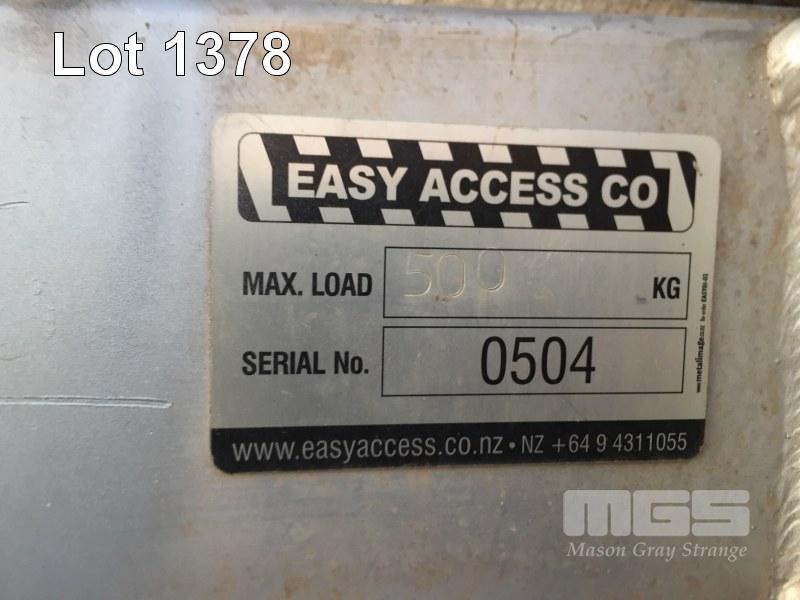 Lot 1378
EASY ACCESS CO
MAX. LOAD 500 KG
SERIAL No. 0504
www.easyaccess.co.nz • NZ +64 9 4311055
MGS
Mason Gray Strange